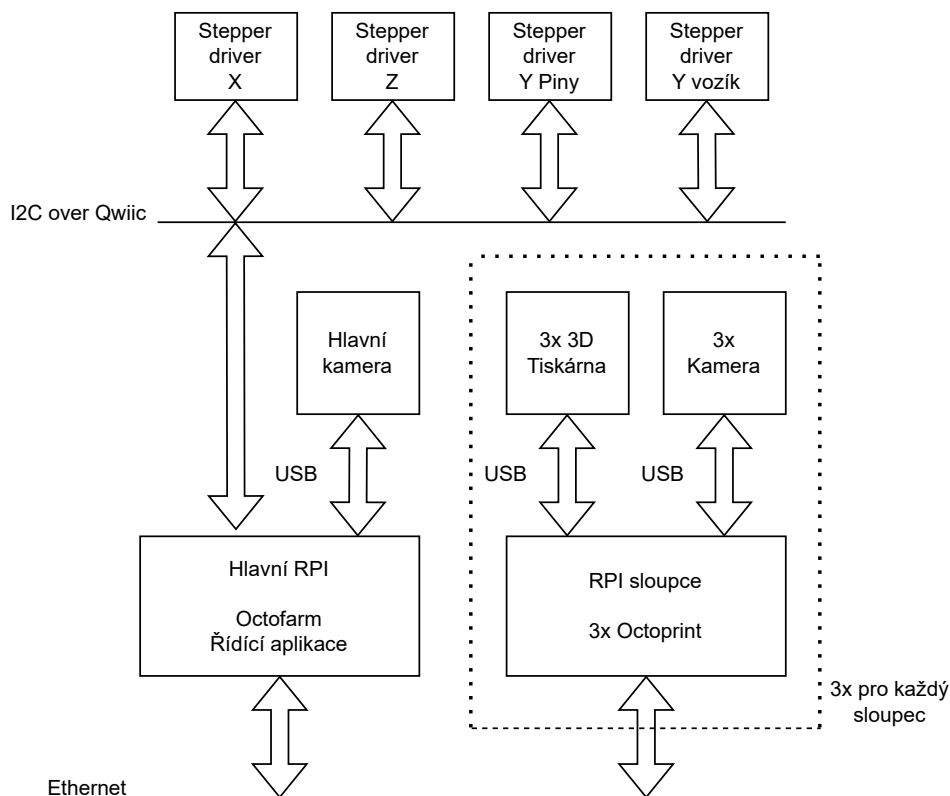 Stepper
driver
X
Stepper
driver
Z
Stepper
driver
Y Piny
Stepper
driver
Y vozík
I2C over Qwiic
Hlavní
kamera
3x 3D
Tiskárna
3x
Kamera
USB
USB
USB
Hlavní RPI
Octofarm
Řídící aplikace
RPI sloupce
3x Octoprint
3x pro každý
sloupec
Ethernet